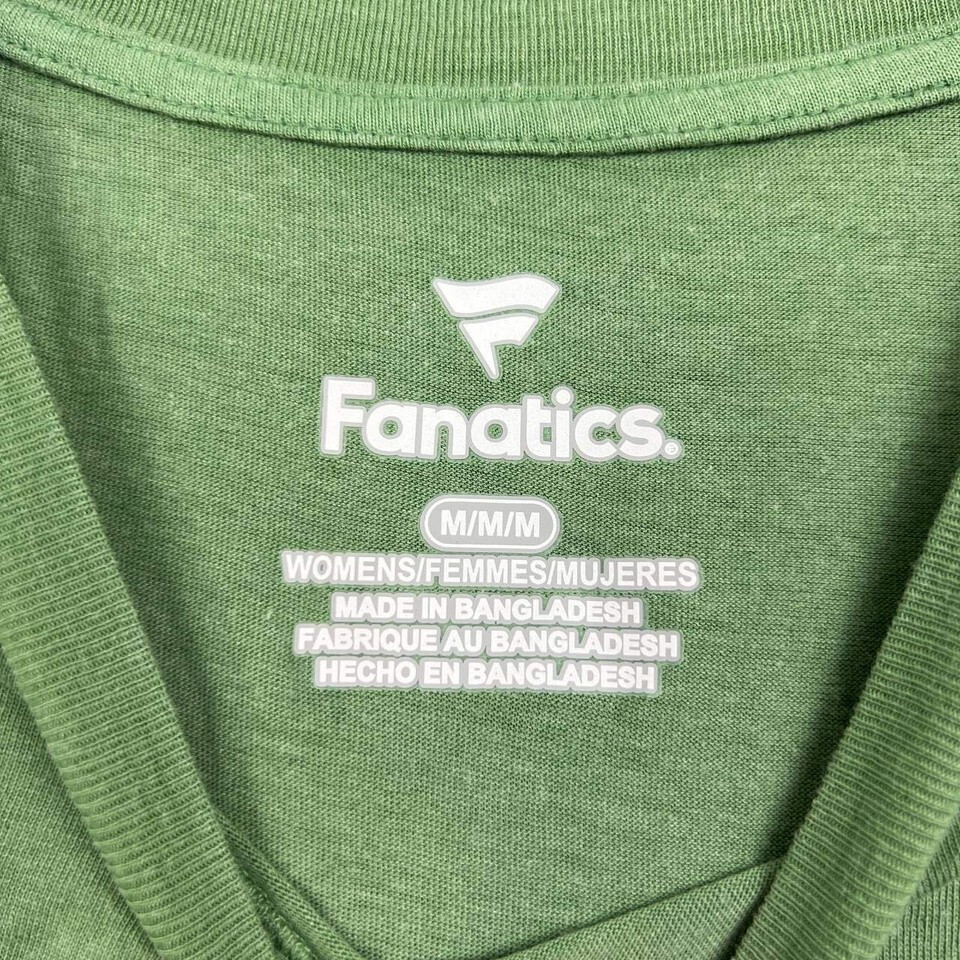 Fanatics.
M/M/M
WOMENS/FEMMES/MUJERES
MADE IN BANGLADESH
FABRIQUE AU BANGLADESH
HECHO EN BANGLADESH